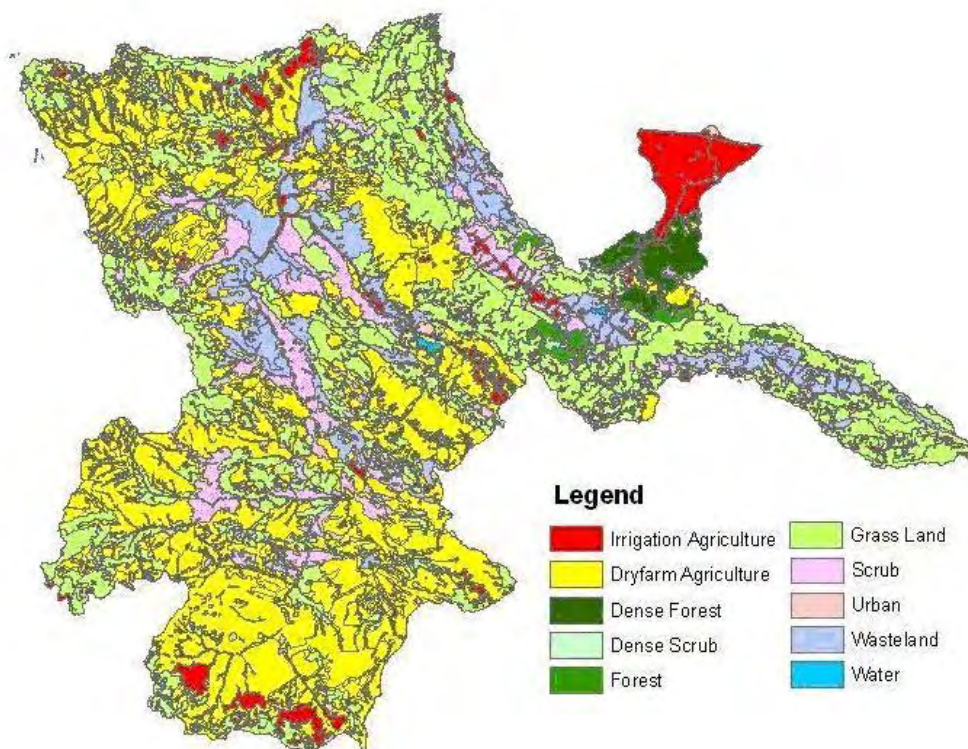 Legend
Irrigation Agriculture
Dryfarm Agriculture
Dense Forest
Dense Scrub
Forest
Grass Land
Scrub
Urban
Wasteland
Water